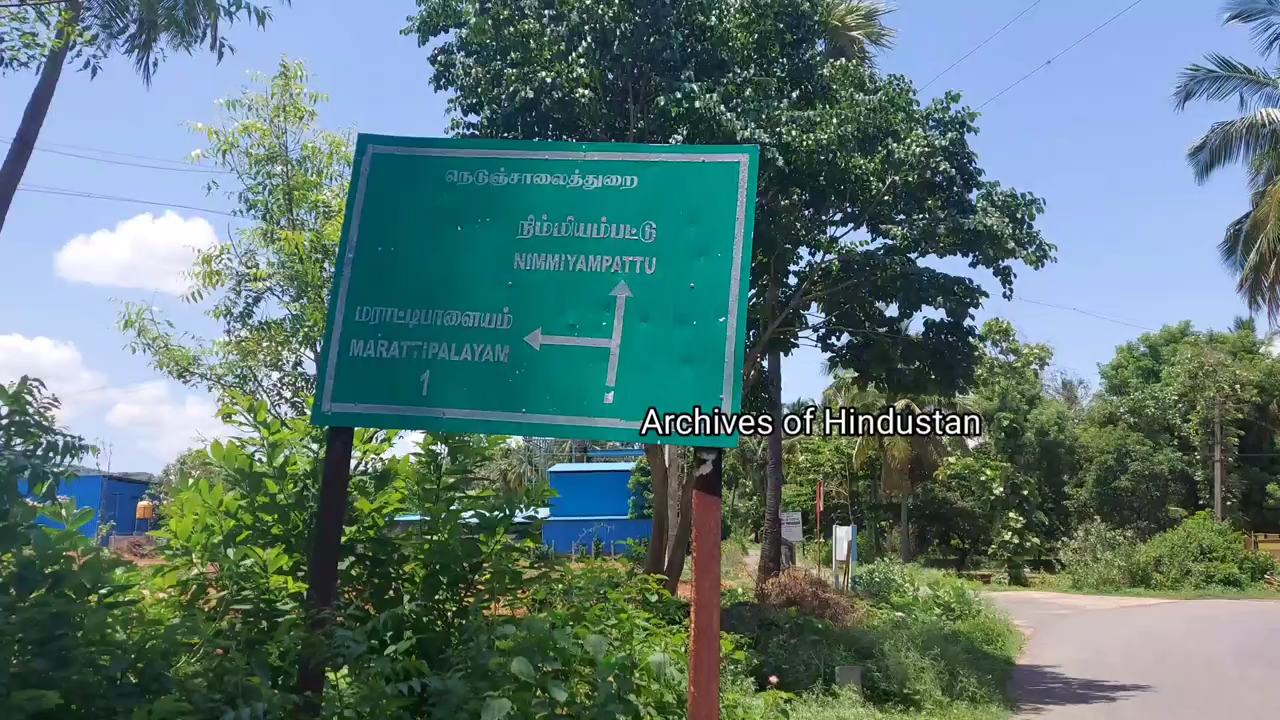 நெடுஞ்சாலைத்துறை
நிம்மியம்பட்டு
NIMMIYAMPATTU
மராட்டிபாளையம்
MARATTIPALAYAM
1
Archives of Hindustan